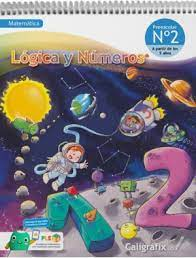 Matemática
Preescolar
Nº2
A partir de los
5 años
Lógica y Números
Caligrafix